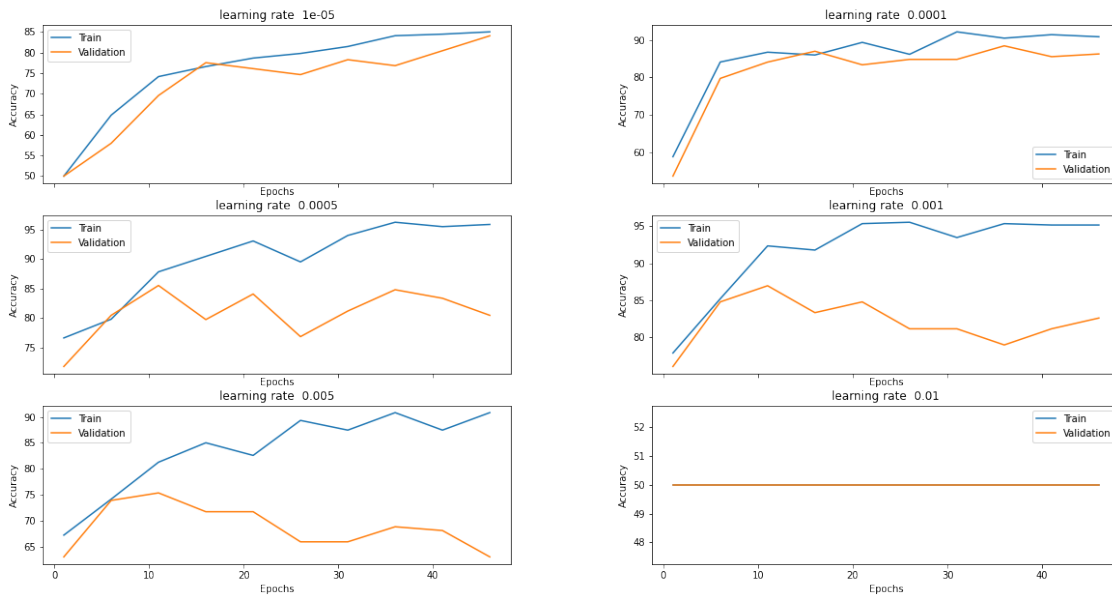 learning rate 1e-05
85
80
75
70
65
60
55
50
Accuracy
Train
Validation
Epochs
learning rate 0.0001
90
80
70
60
Accuracy
Train
Validation
Epochs
learning rate 0.0005
95
90
85
80
75
Accuracy
Train
Validation
Epochs
learning rate 0.001
95
90
85
80
Accuracy
Train
Validation
Epochs
learning rate 0.005
90
85
80
75
70
65
Accuracy
Train
Validation
0 10 20 30 40
Epochs
learning rate 0.01
52
51
50
49
48
Accuracy
Train
Validation
0 10 20 30 40
Epochs